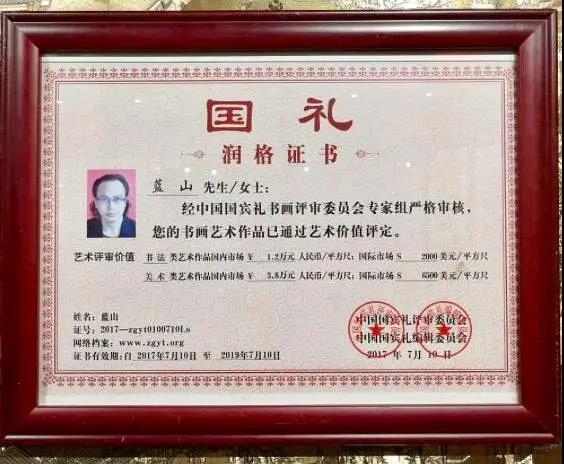 国 礼
润格证书
蓝 山 先生/女士:
经中国国宾礼书画评审委员会专家组严格审核,
您的书画艺术作品已通过艺术价值评定。
艺术评审价值 书 法 类艺术作品国内市场 ¥ 1.2万元 人民币/平方尺; 国际市场 $ 2000 美元/平方尺
美 术 类艺术作品国内市场 ¥ 3.8万元 人民币/平方尺; 国际市场 $ 6500 美元/平方尺
姓名: 蓝山
证号: 2017—zgyt0100710Ls
网络档案: www.zgyt.org
证书有效期: 自 2017年7月10日 至 2019年7月10日
中国国宾礼评审委员会
中国国宾礼编辑委员会
2017 年 7月 10 日